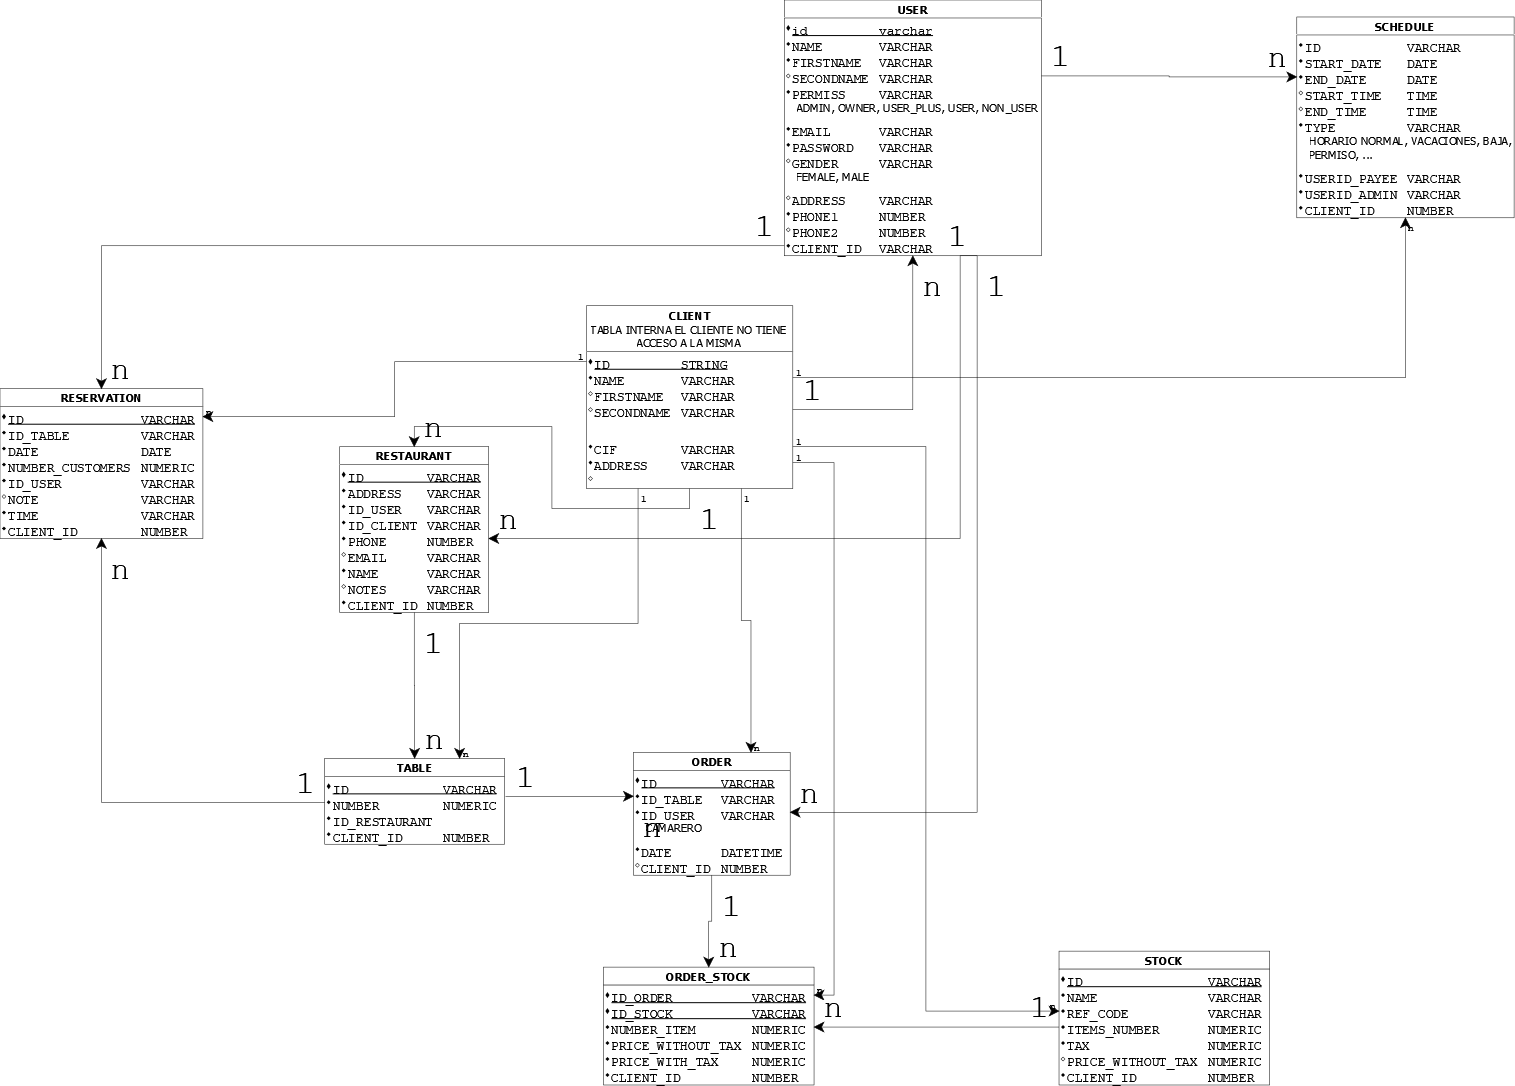 USER
id varchar
NAME VARCHAR
FIRSTNAME VARCHAR
SECONDNAME VARCHAR
PERMISS VARCHAR
ADMIN, OWNER, USER_PLUS, USER, NON_USER
EMAIL VARCHAR
PASSWORD VARCHAR
GENDER VARCHAR
FEMALE, MALE
ADDRESS VARCHAR
PHONE1 NUMBER
PHONE2 NUMBER
CLIENT_ID VARCHAR
1
n
1
1
1
n
SCHEDULE
ID VARCHAR
START_DATE DATE
END_DATE DATE
START_TIME TIME
END_TIME TIME
TYPE VARCHAR
HORARIO NORMAL, VACACIONES, BAJA,
PERMISO, ...
USERID_PAYEE VARCHAR
USERID_ADMIN VARCHAR
CLIENT_ID NUMBER
n
CLIENT
TABLA INTERNA EL CLIENTE NO TIENE
ACCESO A LA MISMA
ID STRING
NAME VARCHAR
FIRSTNAME VARCHAR
SECONDNAME VARCHAR
CIF VARCHAR
ADDRESS VARCHAR
1
1
1
1
1
1
1
1
n
RESERVATION
ID VARCHAR
ID_TABLE VARCHAR
DATE DATE
NUMBER_CUSTOMERS NUMERIC
ID_USER VARCHAR
NOTE VARCHAR
TIME VARCHAR
CLIENT_ID NUMBER
n
n
n
RESTAURANT
ID VARCHAR
ADDRESS VARCHAR
ID_USER VARCHAR
ID_CLIENT VARCHAR
PHONE NUMBER
EMAIL VARCHAR
NAME VARCHAR
NOTES VARCHAR
CLIENT_ID NUMBER
n
1
n
n
1
TABLE
ID VARCHAR
NUMBER NUMERIC
ID_RESTAURANT
CLIENT_ID NUMBER
1
n
ORDER
ID VARCHAR
ID_TABLE VARCHAR
ID_USER VARCHAR
CAMARERO
n
DATE DATETIME
CLIENT_ID NUMBER
n
1
n
ORDER_STOCK
ID_ORDER VARCHAR
ID_STOCK VARCHAR
NUMBER_ITEM NUMERIC
PRICE_WITHOUT_TAX NUMERIC
PRICE_WITH_TAX NUMERIC
CLIENT_ID NUMBER
n
n
1
n
STOCK
ID VARCHAR
NAME VARCHAR
REF_CODE VARCHAR
ITEMS_NUMBER NUMERIC
TAX NUMERIC
PRICE_WITHOUT_TAX NUMERIC
CLIENT_ID NUMBER